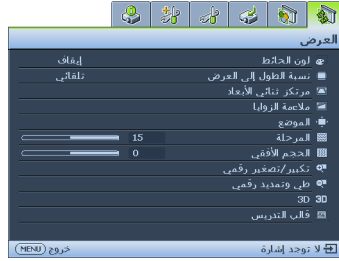 العرض
لون الحائط إيقاف
نسبة الطول إلى العرض تلقائي
مرتكز ثنائي الأبعاد
ملاءمة الزوايا
الموضع
المرحلة 15
الحجم الأفقي 0
تكبير/تصغير رقمي
طي وتمديد رقمي
3D 3D
قالب التدريس
لا توجد إشارة خروج (MENU)